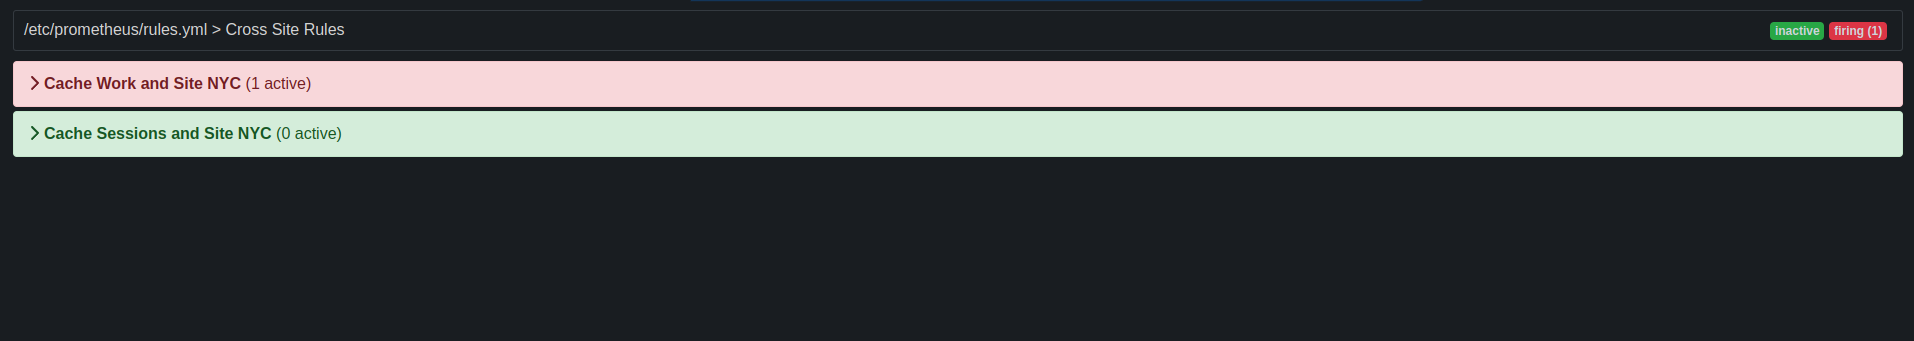 /etc/prometheus/rules.yml > Cross Site Rules inactive firing (1)
Cache Work and Site NYC (1 active)
Cache Sessions and Site NYC (0 active)